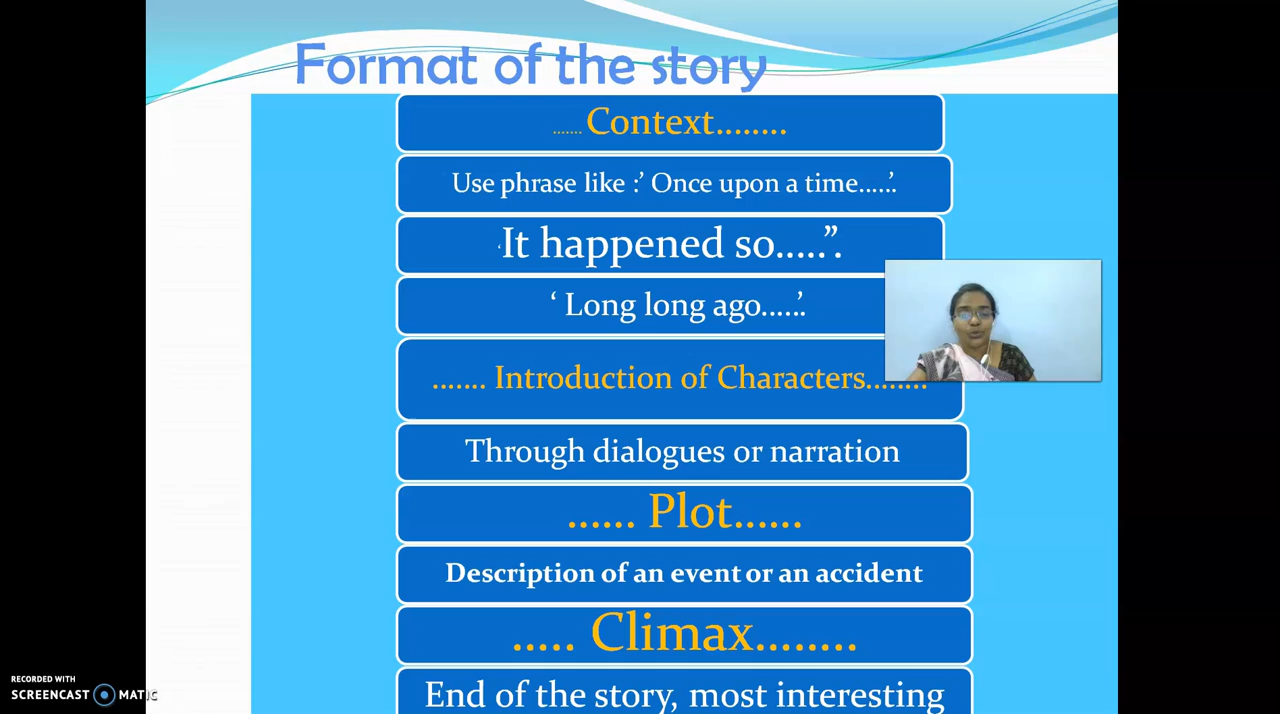 Format of the story
....... Context........
Use phrase like :’ Once upon a time.....’.
‘It happened so.....”.
‘ Long long ago.....’.
....... Introduction of Characters........
Through dialogues or narration
...... Plot......
Description of an event or an accident
..... Climax........
End of the story, most interesting
RECORDED WITH
SCREENCAST MATIC